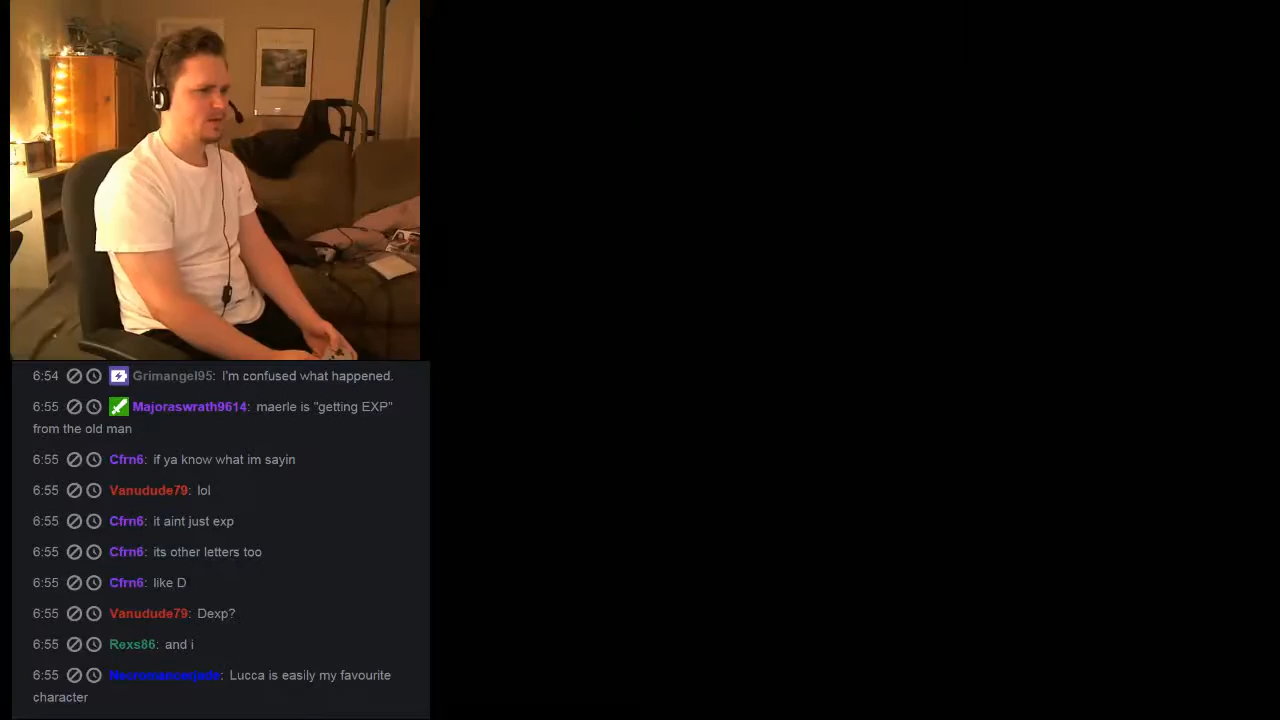 6:54 Grimangel95: I'm confused what happened.
6:55 Majoraswrath9614: maerle is "getting EXP"
from the old man
6:55 Cfrn6: if ya know what im sayin
6:55 Vanudude79: lol
6:55 Cfrn6: it aint just exp
6:55 Cfrn6: its other letters too
6:55 Cfrn6: like D
6:55 Vanudude79: Dexp?
6:55 Rexs86: and i
6:55 Necromancerjade: Lucca is easily my favourite
character